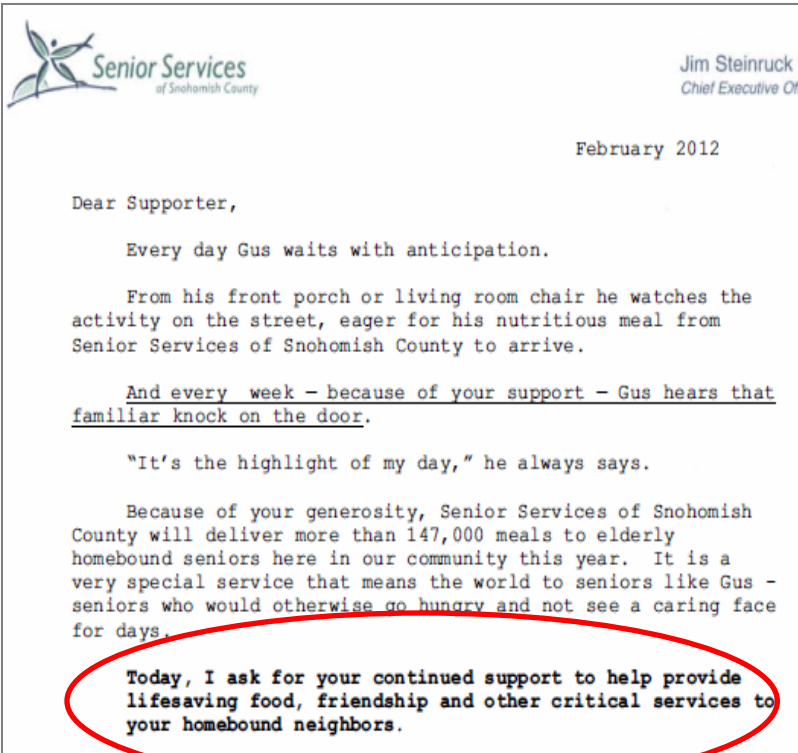 Senior Services
of Snohomish County
Jim Steinruck
Chief Executive Of
February 2012
Dear Supporter,
Every day Gus waits with anticipation.
From his front porch or living room chair he watches the
activity on the street, eager for his nutritious meal from
Senior Services of Snohomish County to arrive.
And every week — because of your support — Gus hears that
familiar knock on the door.
“It’s the highlight of my day,” he always says.
Because of your generosity, Senior Services of Snohomish
County will deliver more than 147,000 meals to elderly
homebound seniors here in our community this year. It is a
very special service that means the world to seniors like Gus -
seniors who would otherwise go hungry and not see a caring face
for days.
Today, I ask for your continued support to help provide
lifesaving food, friendship and other critical services to
your homebound neighbors.